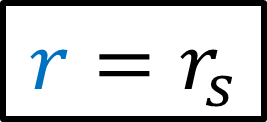 r = rₛ